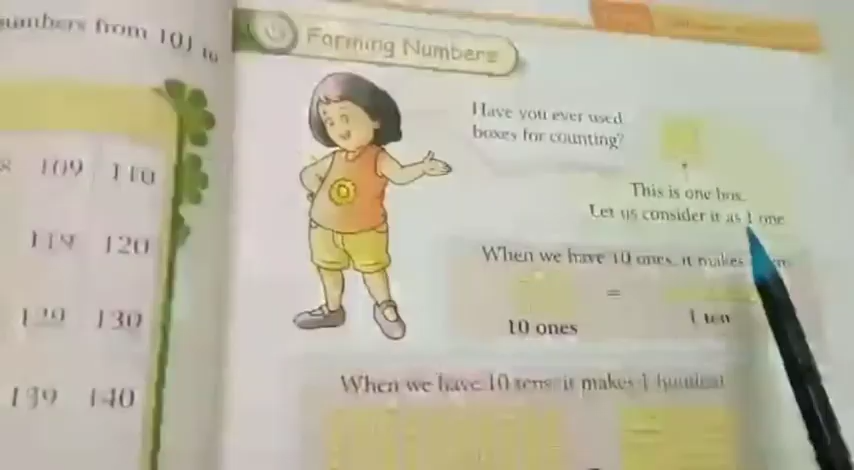 numbers from 101 to
109 110
119 120
129 130
139 140
Forming Numbers
Have you ever used
boxes for counting?
This is one box.
Let us consider it as 1 one
When we have 10 ones, it makes
=
10 ones
1 ten
When we have 10 tens, it makes 1 hundred